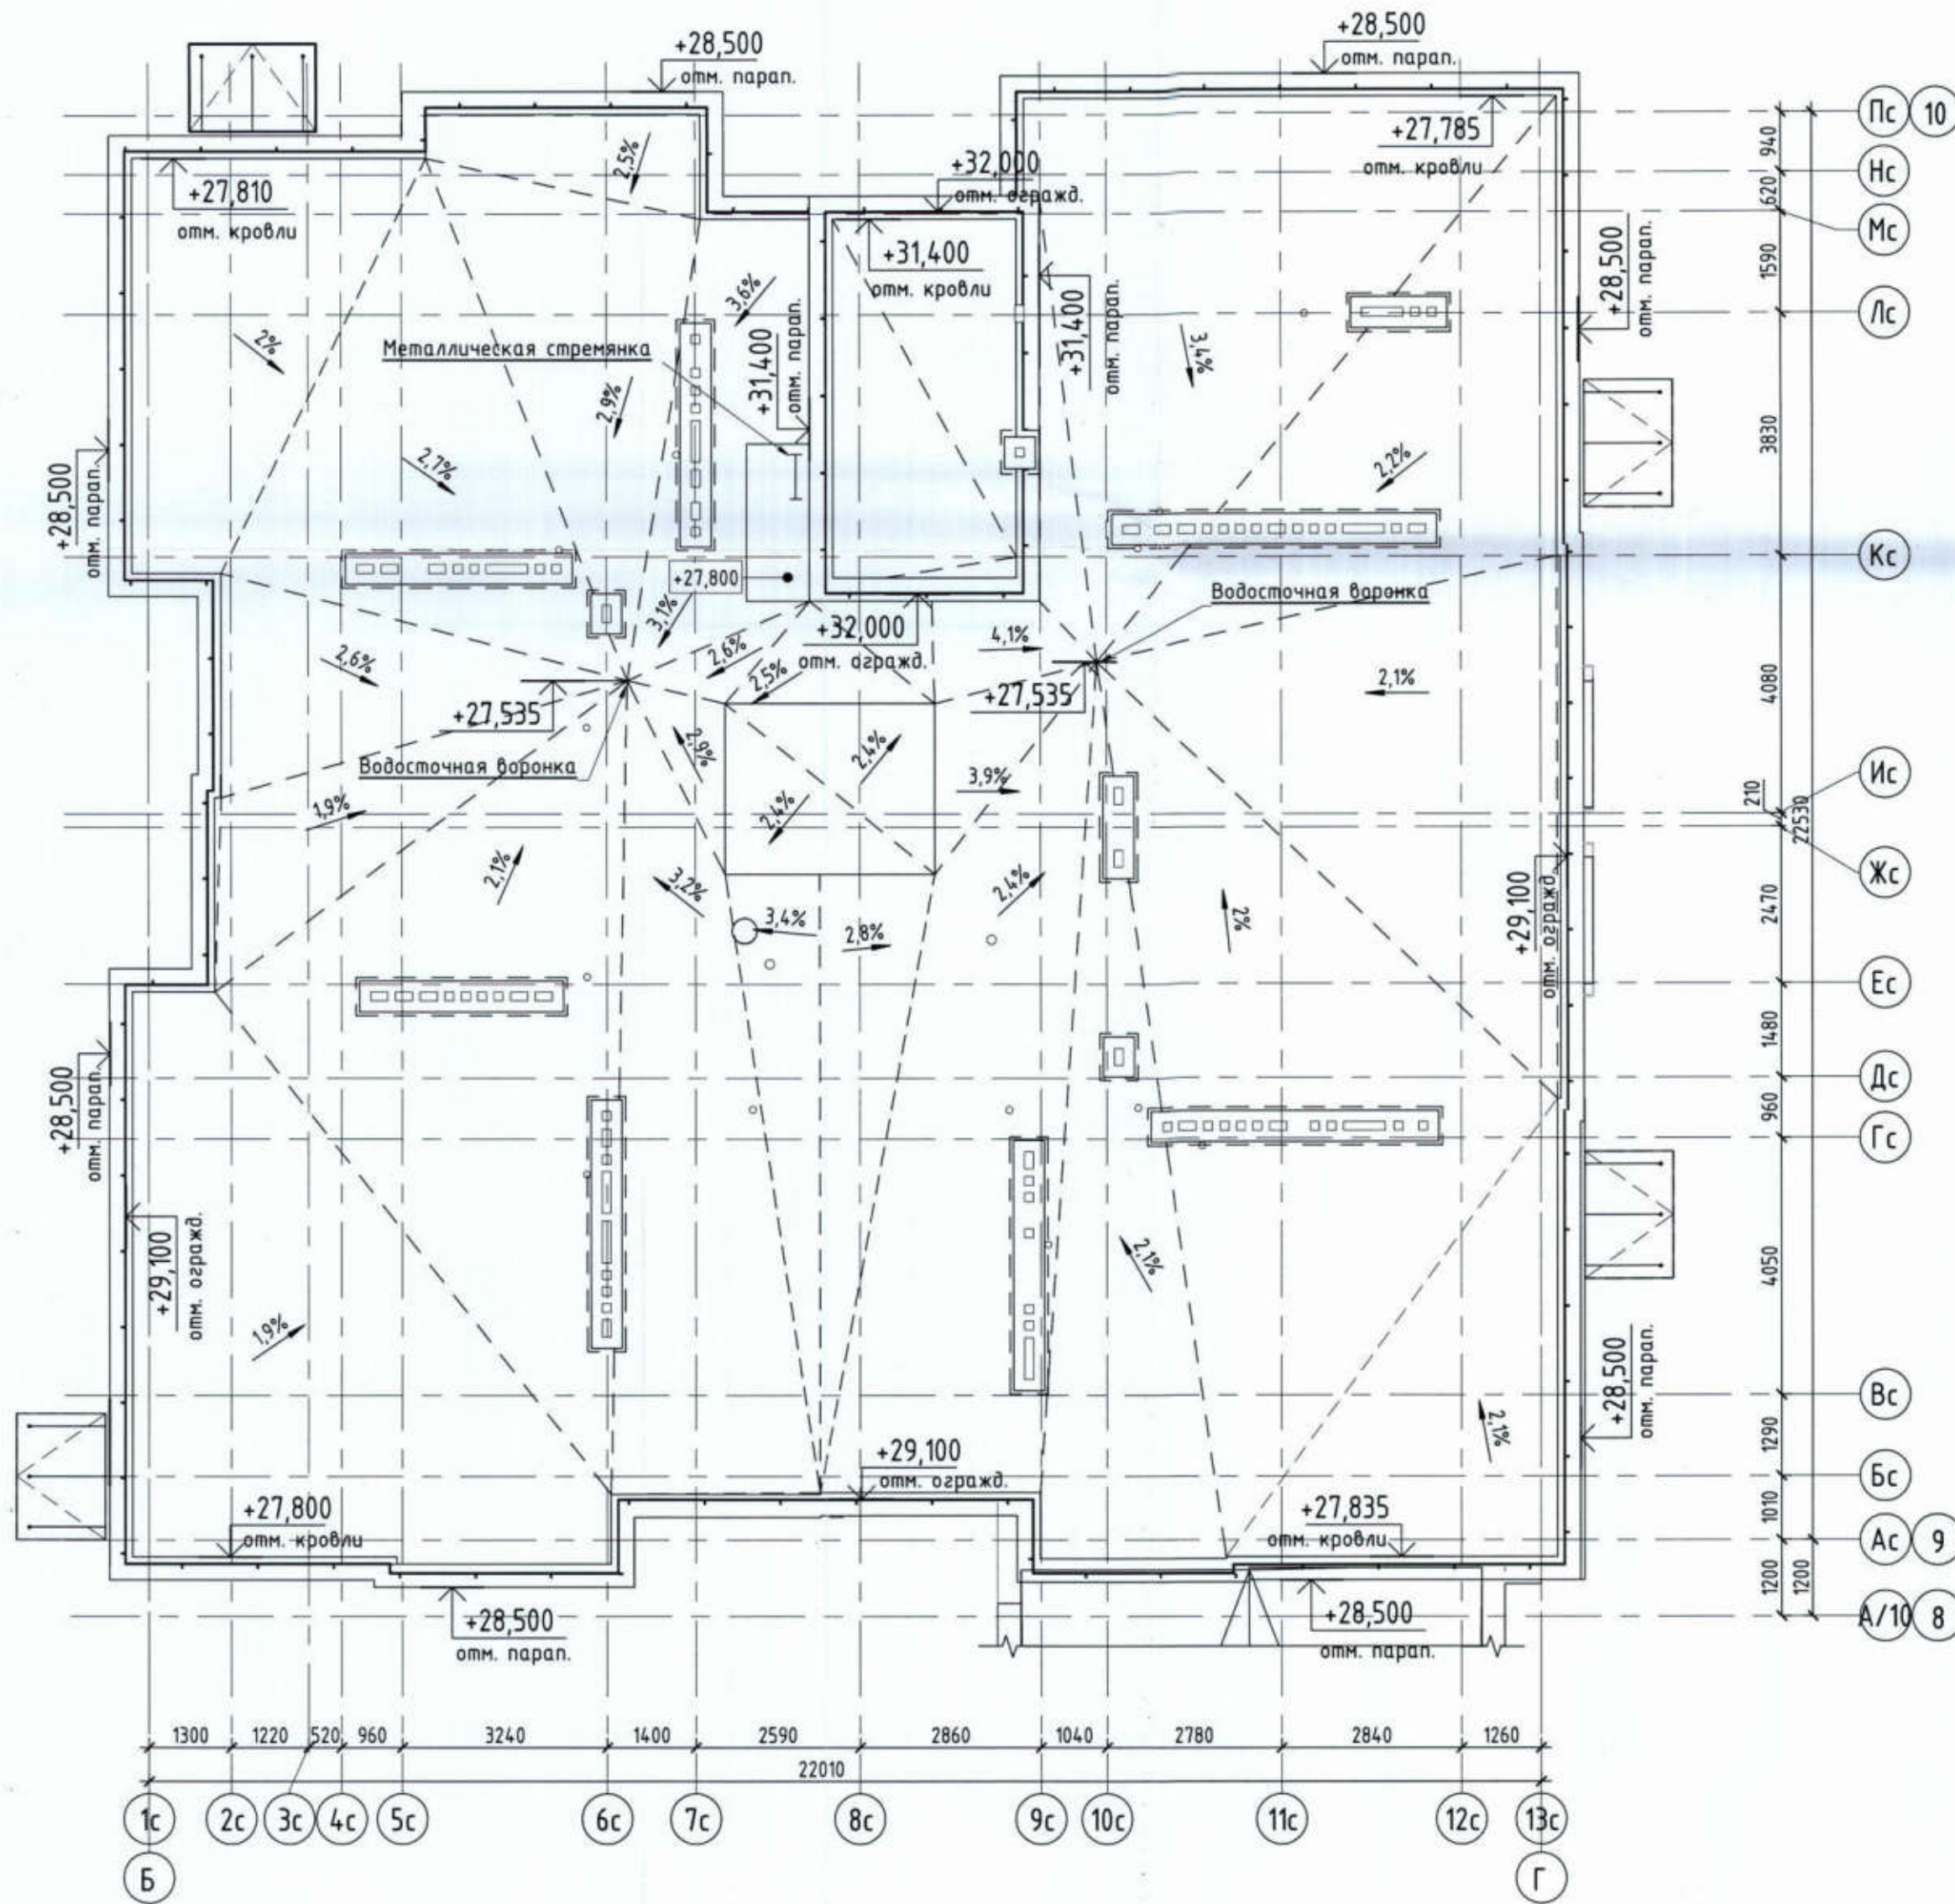 +28,500
отм. парап.
+28,500
отм. парап.
Пс
10
940
+27,785
отм. кровли
2,5%
+32,000
отм. огражд.
Нс
620
+27,810
отм. кровли
Мс
+31,400
отм. кровли
1590
+28,500
отм. парап.
3,6%
Лс
+31,400
отм. парап.
+31,400
отм. парап.
2%
Металлическая стремянка
3,4%
2,9%
3830
2,7%
2,2%
+28,500
отм. парап.
Кс
+27,800
Водосточная воронка
3,1%
+32,000
отм. огражд.
4,1%
2,6%
2,6%
2,5%
2,1%
4080
+27,535
+27,535
2,9%
2,4%
Водосточная воронка
3,9%
Ис
210
22530
1,9%
2,4%
2,1%
Жс
3,2%
2,4%
+29,100
отм. огражд.
2470
3,4%
2,8%
2%
Ес
1480
+28,500
отм. парап.
Дс
960
Гс
+29,100
отм. огражд.
2,1%
4050
1,9%
+28,500
отм. парап.
Вс
2,1%
1290
+29,100
отм. огражд.
Бс
+27,800
отм. кровли
+27,835
отм. кровли
1010
Ас
9
1200
1200
+28,500
отм. парап.
+28,500
отм. парап.
А/10
8
1300 1220 520 960 3240 1400 2590 2860 1040 2780 2840 1260
22010
1с 2с 3с 4с 5с 6с 7с 8с 9с 10с 11с 12с 13с
Б Г